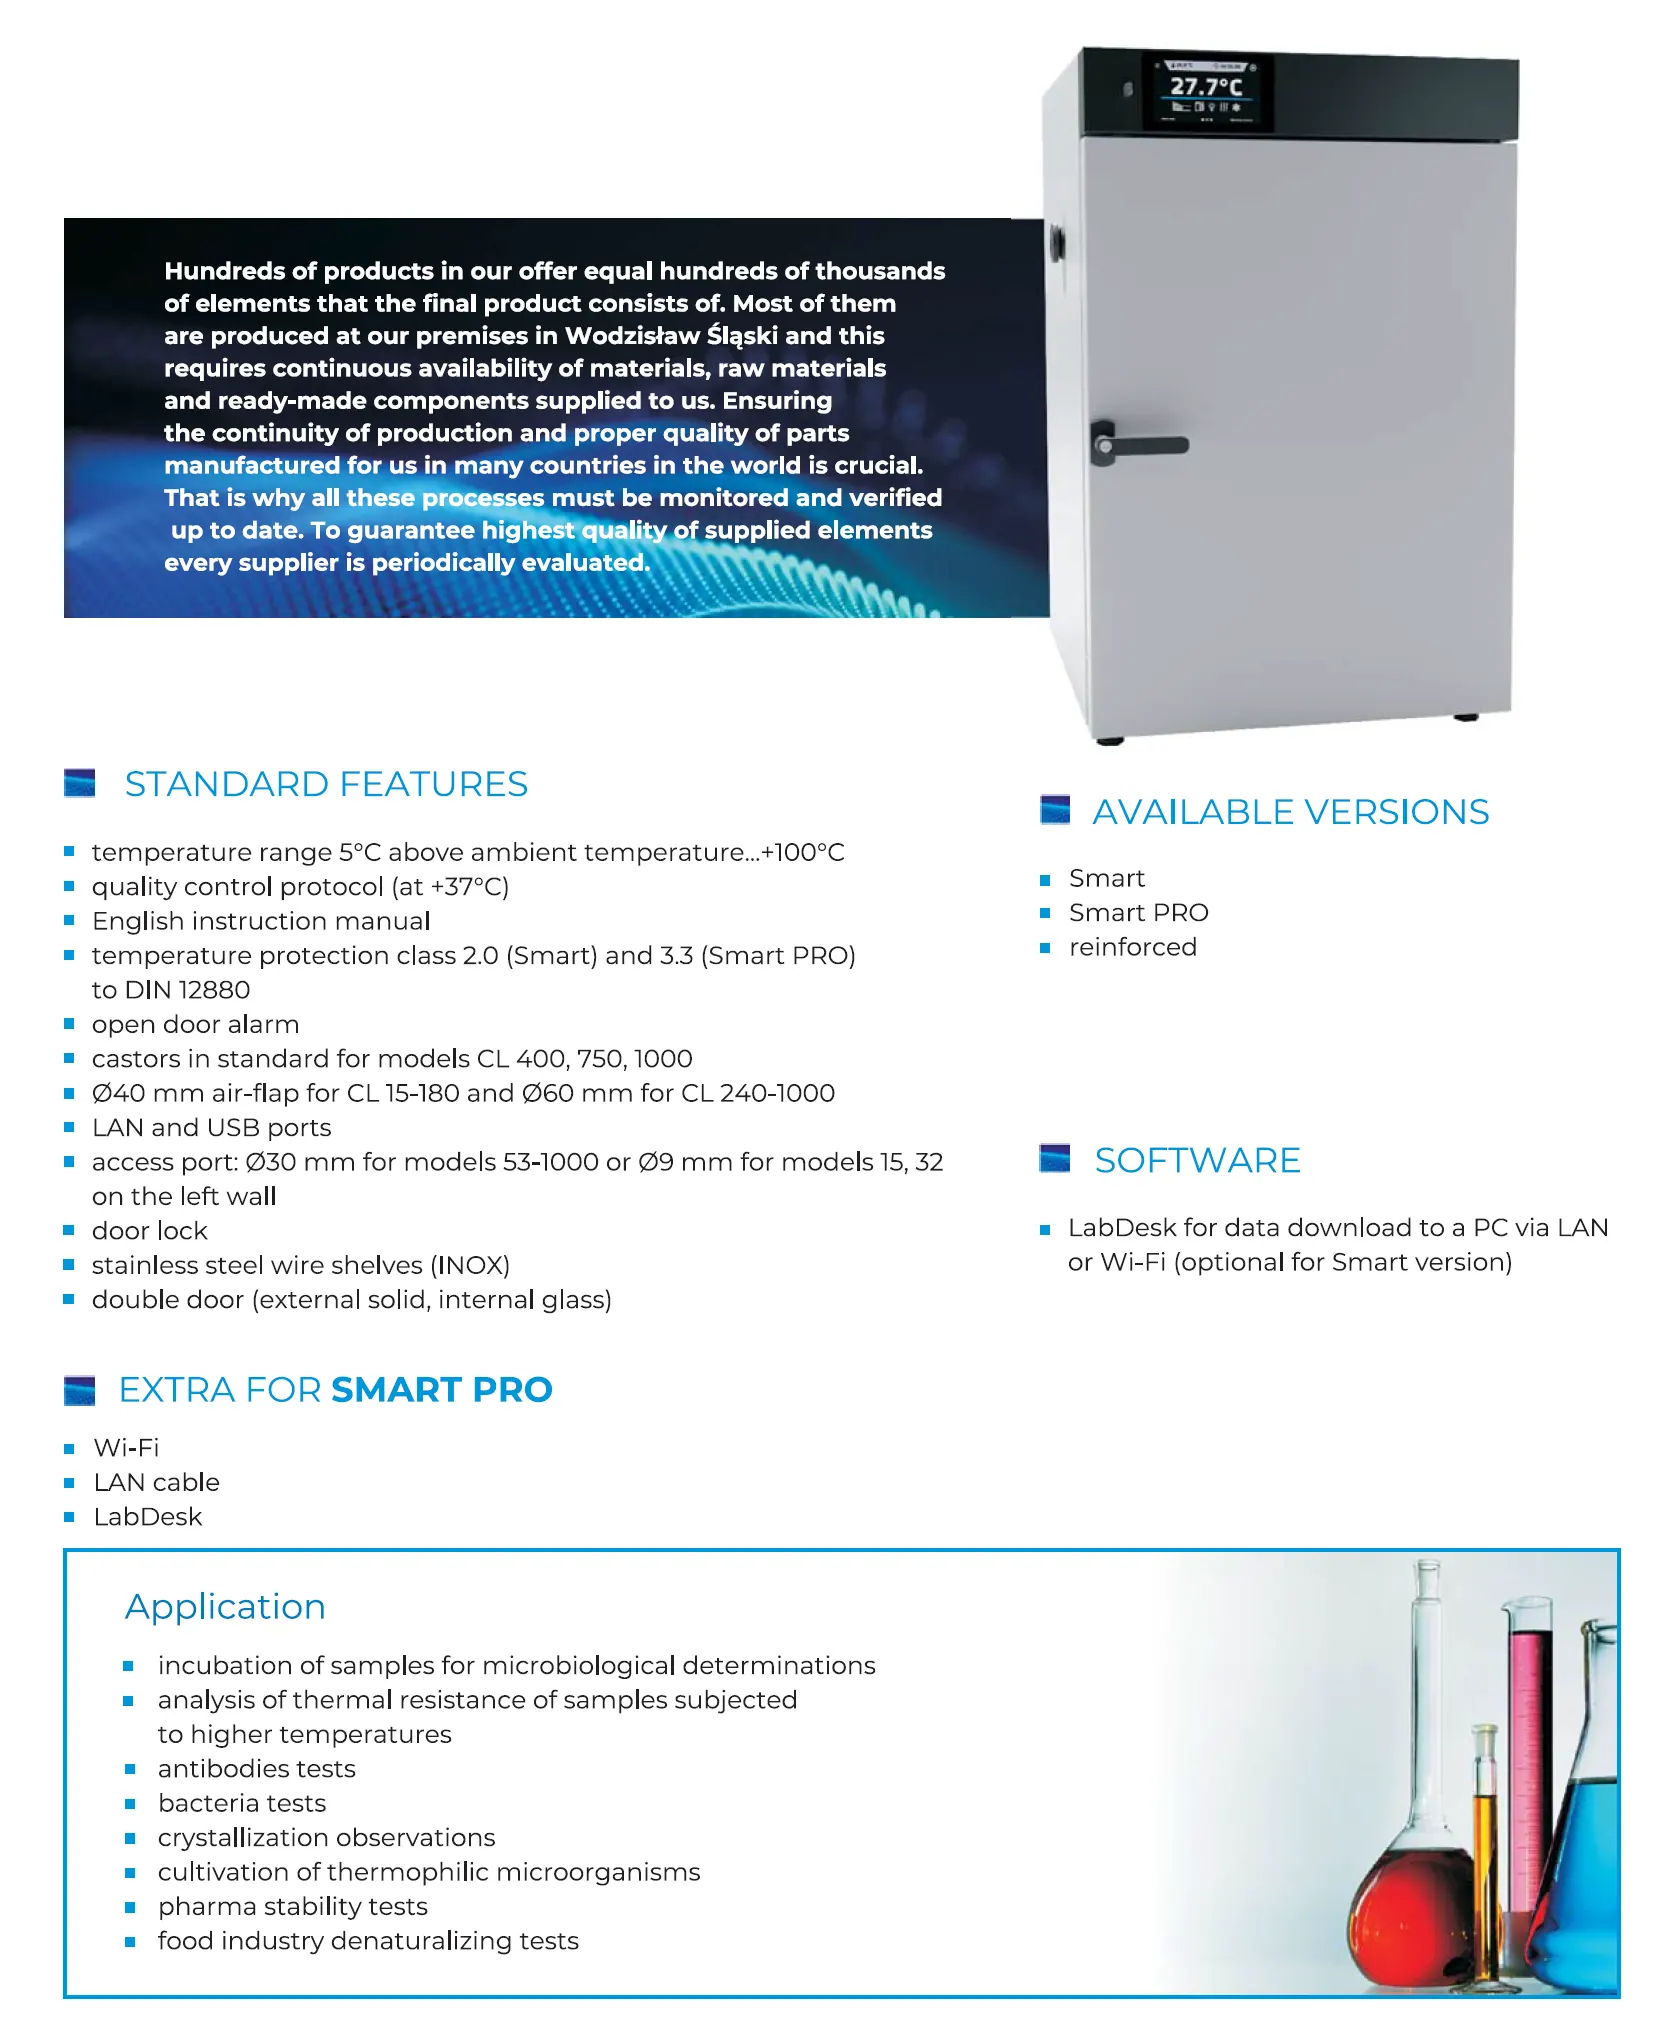 27.7°C
Hundreds of products in our offer equal hundreds of thousands
of elements that the final product consists of. Most of them
are produced at our premises in Wodzisław Śląski and this
requires continuous availability of materials, raw materials
and ready-made components supplied to us. Ensuring
the continuity of production and proper quality of parts
manufactured for us in many countries in the world is crucial.
That is why all these processes must be monitored and verified
up to date. To guarantee highest quality of supplied elements
every supplier is periodically evaluated.
STANDARD FEATURES
temperature range 5°C above ambient temperature...+100°C
quality control protocol (at +37°C)
English instruction manual
temperature protection class 2.0 (Smart) and 3.3 (Smart PRO)
to DIN 12880
open door alarm
castors in standard for models CL 400, 750, 1000
Ø40 mm air-flap for CL 15-180 and Ø60 mm for CL 240-1000
LAN and USB ports
access port: Ø30 mm for models 53-1000 or Ø9 mm for models 15, 32
on the left wall
door lock
stainless steel wire shelves (INOX)
double door (external solid, internal glass)
AVAILABLE VERSIONS
Smart
Smart PRO
reinforced
SOFTWARE
LabDesk for data download to a PC via LAN
or Wi-Fi (optional for Smart version)
EXTRA FOR SMART PRO
Wi-Fi
LAN cable
LabDesk
Application
incubation of samples for microbiological determinations
analysis of thermal resistance of samples subjected
to higher temperatures
antibodies tests
bacteria tests
crystallization observations
cultivation of thermophilic microorganisms
pharma stability tests
food industry denaturalizing tests